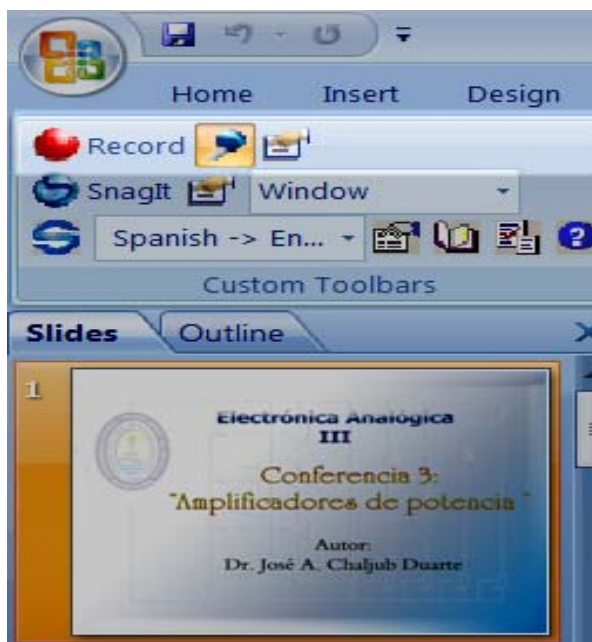 Home Insert Design
Record
SnagIt Window
Spanish -> En...
Custom Toolbars
Slides Outline
1
Electrónica Analógica
III
Conferencia 3:
"Amplificadores de potencia "
Autor:
Dr. José A. Chaljub Duarte